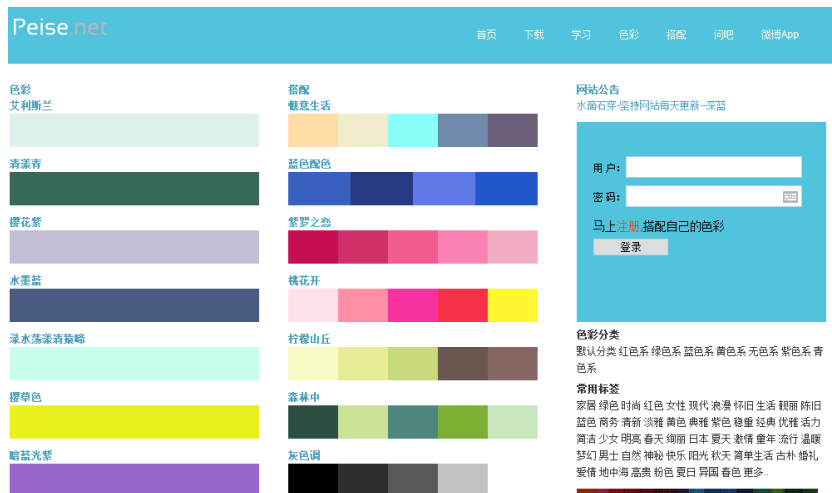 Peise.net
首页 下载 学习 色彩 搭配 问吧 微博App
色彩
艾利斯兰
清漾青
樱花紫
水墨蓝
渌水荡漾清猿啼
樱草色
暗蓝光紫
搭配
惬意生活
蓝色配色
紫罗之恋
桃花开
柠檬山丘
森林中
灰色调
网站公告
水滴石穿-坚持网站每天更新--深蓝
用户:
密码:
马上注册,搭配自己的色彩
登录
色彩分类
默认分类 红色系 绿色系 蓝色系 黄色系 无色系 紫色系 青
色系
常用标签
家居 绿色 时尚 红色 女性 现代 浪漫 怀旧 生活 靓丽 陈旧
蓝色 商务 清新 淡雅 黄色 典雅 紫色 稳重 经典 优雅 活力
简洁 少女 明亮 春天 绚丽 日本 夏天 激情 童年 流行 温暖
梦幻 男士 自然 神秘 快乐 阳光 秋天 简单生活 古朴 婚礼
爱情 地中海 高贵 粉色 夏日 异国 春色 更多..